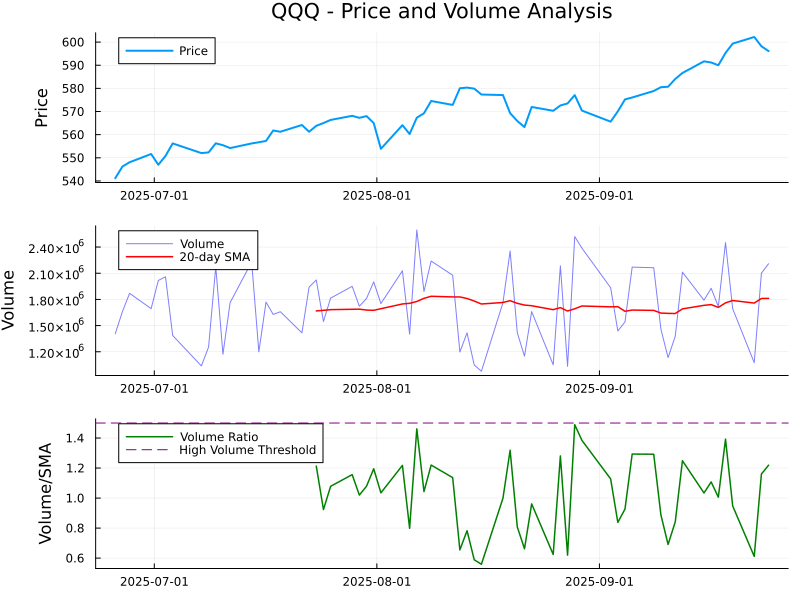 QQQ - Price and Volume Analysis
Price
Price
600
590
580
570
560
550
540
2025-07-01
2025-08-01
2025-09-01
Volume
Volume
20-day SMA
2.40×10⁶
2.10×10⁶
1.80×10⁶
1.50×10⁶
1.20×10⁶
2025-07-01
2025-08-01
2025-09-01
Volume/SMA
Volume Ratio
High Volume Threshold
1.4
1.2
1.0
0.8
0.6
2025-07-01
2025-08-01
2025-09-01